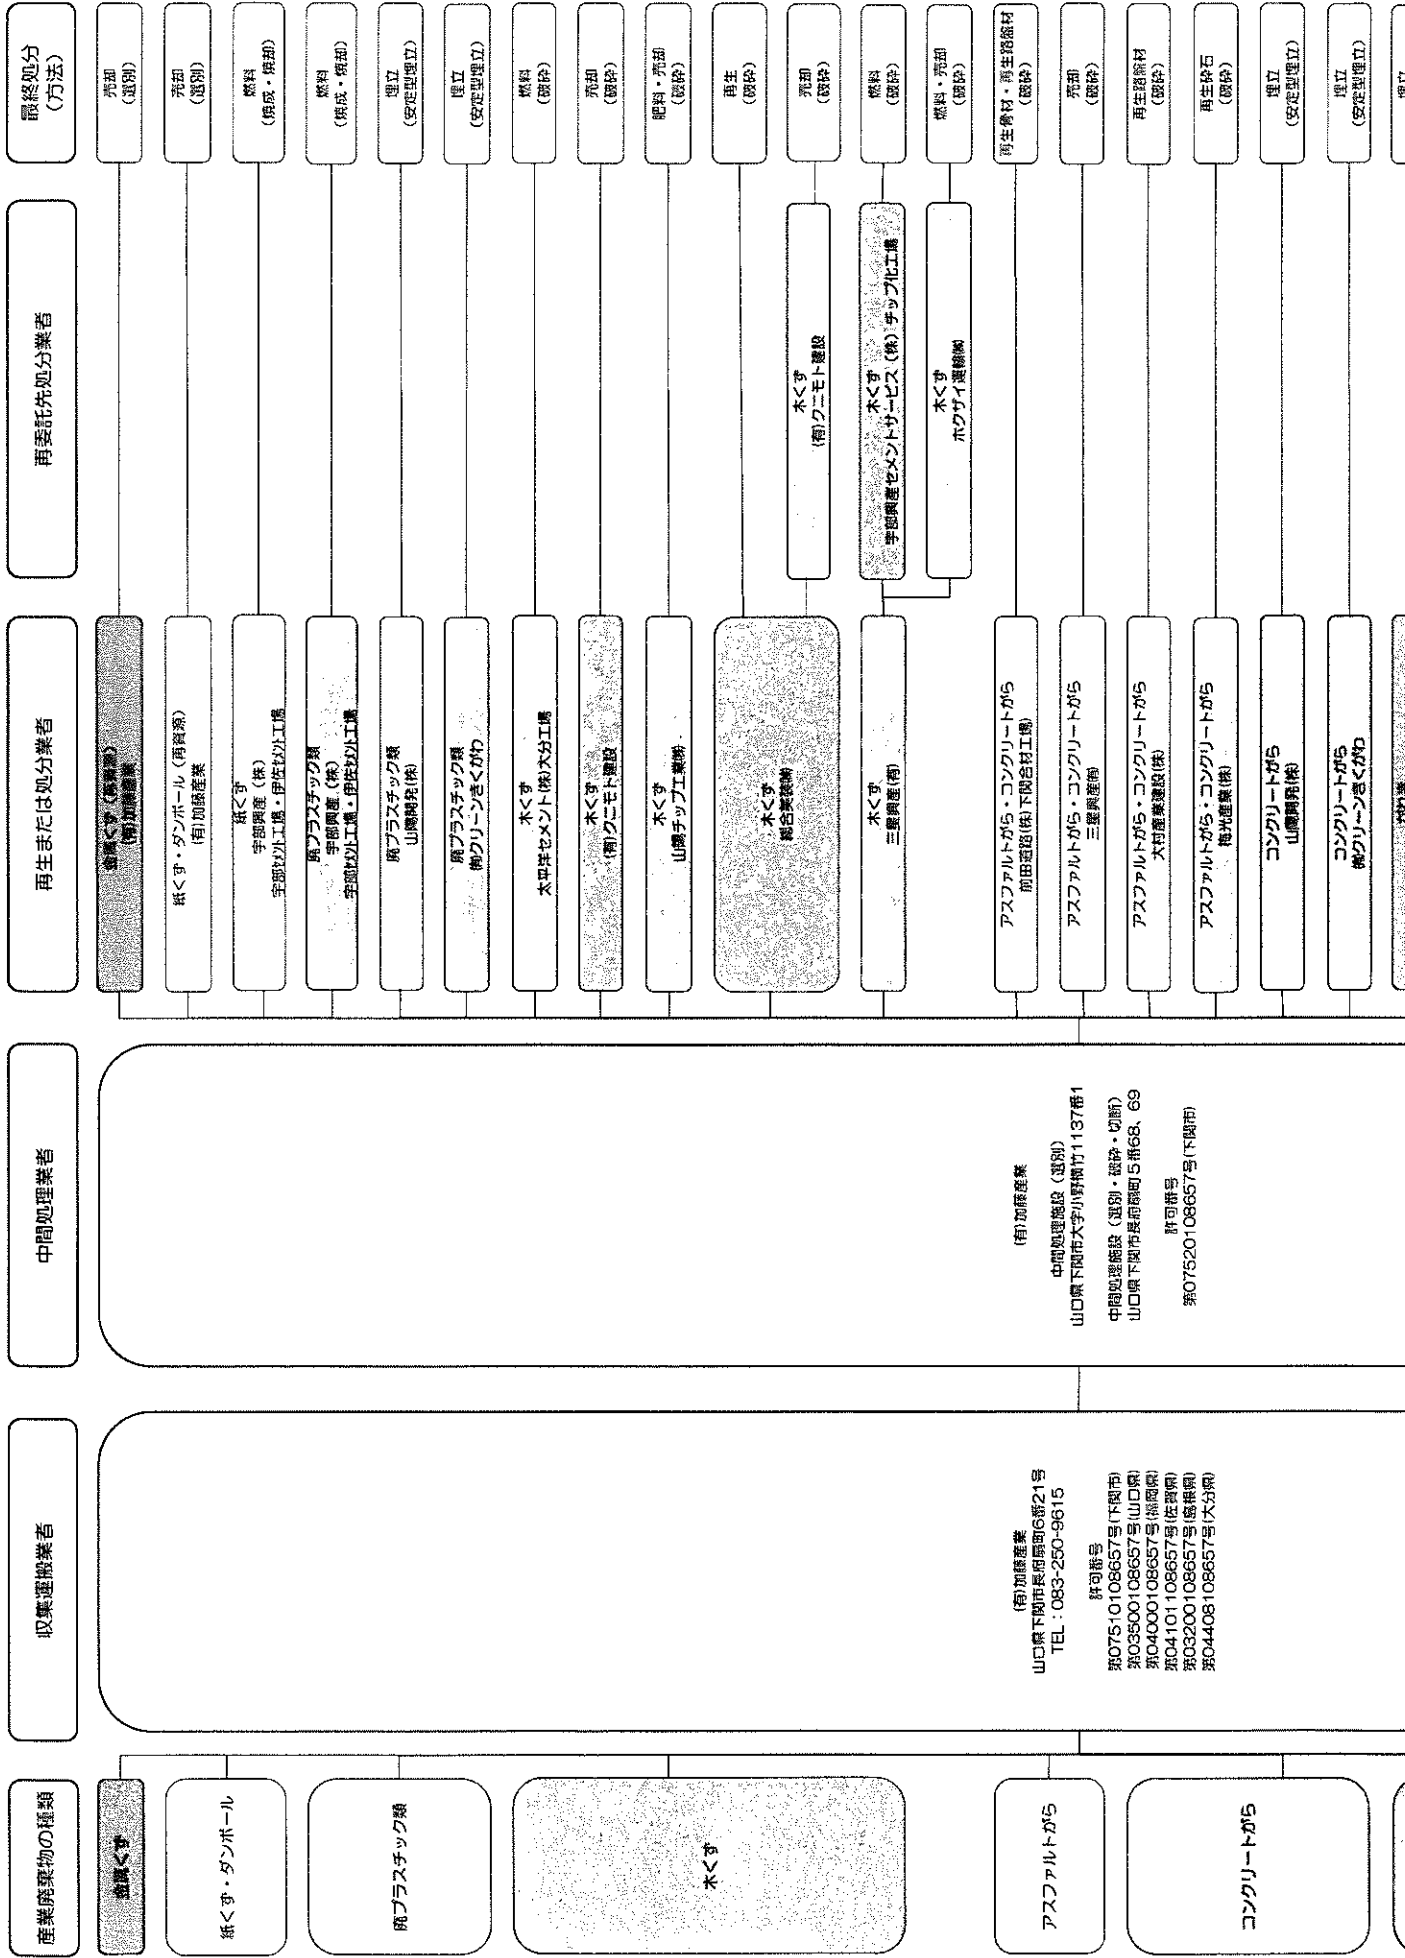 産業廃棄物の種類
収集運搬業者
中間処理業者
再生または処分業者
再委託先処分業者
最終処分
(方法)
金属くず
紙くず・ダンボール
廃プラスチック類
木くず
アスファルトがら
コンクリートがら
(有)加藤産業
山口県下関市長府扇町6番21号
TEL:083-250-9615
許可番号
第07510108657号(下関市)
第03500108657号(山口県)
第04000108657号(福岡県)
第04101108657号(佐賀県)
第03200108657号(島根県)
第04408108657号(大分県)
(有)加藤産業
中間処理施設(選別)
山口県下関市大字小野横竹1137番1
中間処理施設(選別・破砕・切断)
山口県下関市長府扇町5番68、69
許可番号
第07520108657号(下関市)
金属くず(再資源)
(有)加藤産業
紙くず・ダンボール(再資源)
(有)加藤産業
紙くず
宇部興産(株)
宇部セメント工場・伊佐セメント工場
廃プラスチック類
宇部興産(株)
宇部セメント工場・伊佐セメント工場
廃プラスチック類
山陽開発(株)
廃プラスチック類
㈱クリーンきくがわ
木くず
太平洋セメント(株)大分工場
木くず
(有)クニモト建設
木くず
山陽チップ工業㈱
木くず
総合美装㈱
木くず
三星興産(有)
アスファルトがら・コンクリートがら
前田道路(株)下関合材工場)
アスファルトがら・コンクリートがら
三星興産㈲
アスファルトがら・コンクリートがら
大村産業建設(株)
アスファルトがら・コンクリートがら
梅光産業(株)
コンクリートがら
山陽開発(株)
コンクリートがら
㈱クリーンきくがわ
木くず
(有)クニモト建設
木くず
宇部興産セメントサービス(株)チップ化工場
木くず
ホクザイ運輸㈱
売却
(選別)
売却
(選別)
燃料
(焼成・焼却)
燃料
(焼成・焼却)
埋立
(安定型埋立)
埋立
(安定型埋立)
燃料
(破砕)
売却
(破砕)
肥料・売却
(破砕)
再生
(破砕)
売却
(破砕)
燃料
(破砕)
燃料・売却
(破砕)
再生骨材・再生路盤材
(破砕)
売却
(破砕)
再生路盤材
(破砕)
再生砕石
(破砕)
埋立
(安定型埋立)
埋立
(安定型埋立)